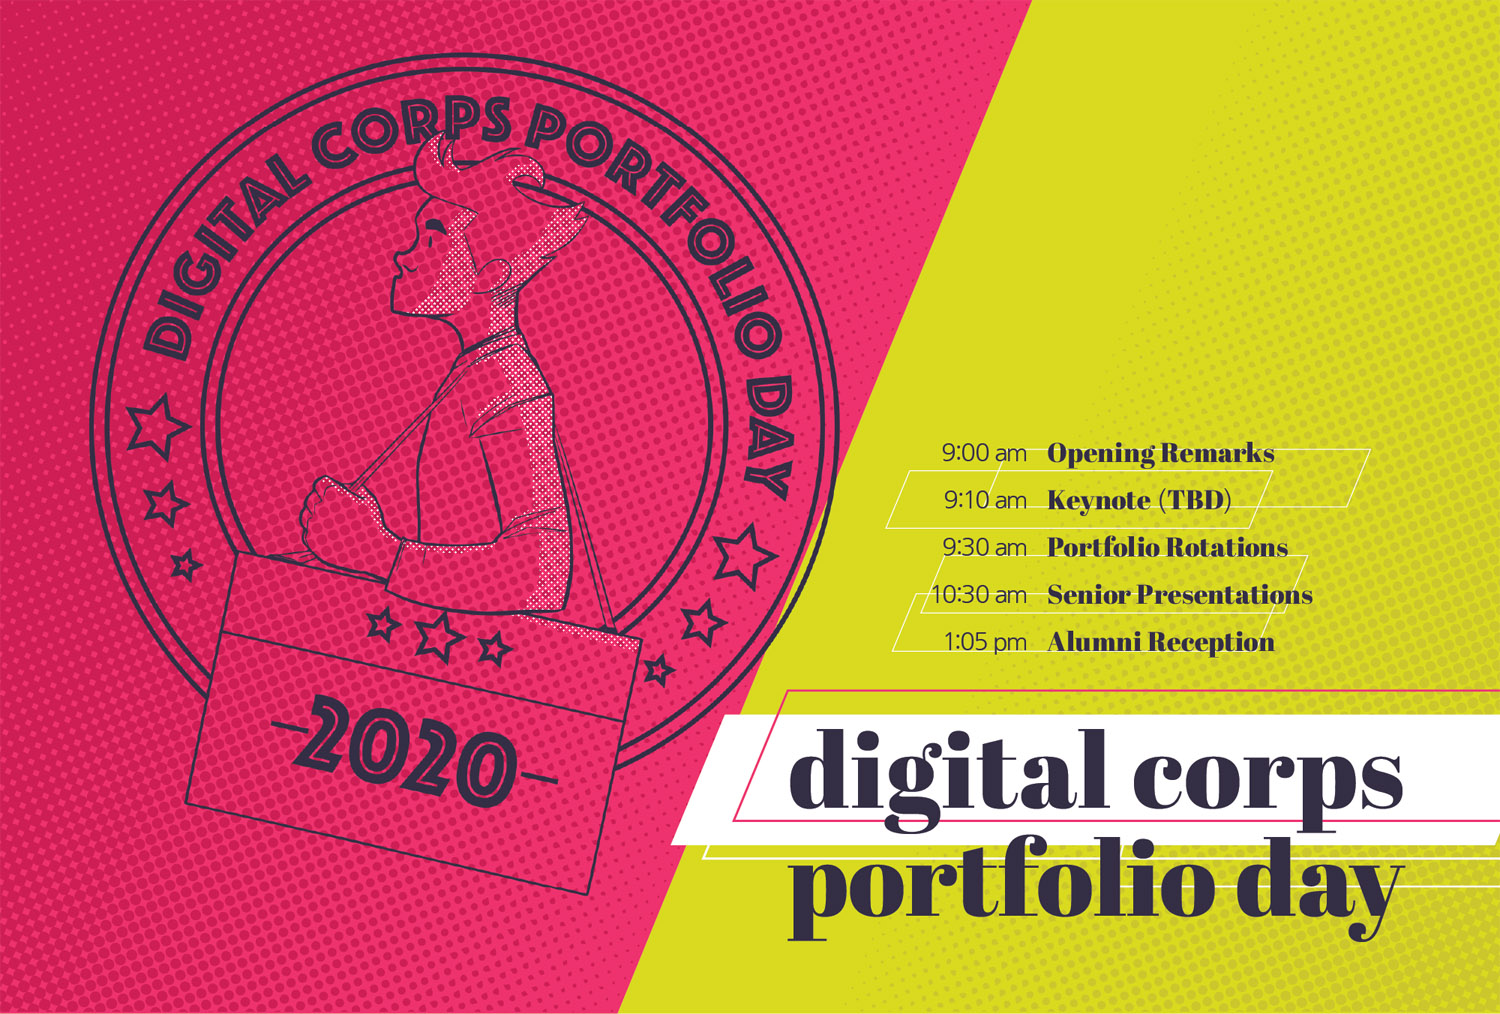 DIGITAL CORPS PORTFOLIO DAY
2020
9:00 am Opening Remarks
9:10 am Keynote (TBD)
9:30 am Portfolio Rotations
10:30 am Senior Presentations
1:05 pm Alumni Reception
digital corps
portfolio day